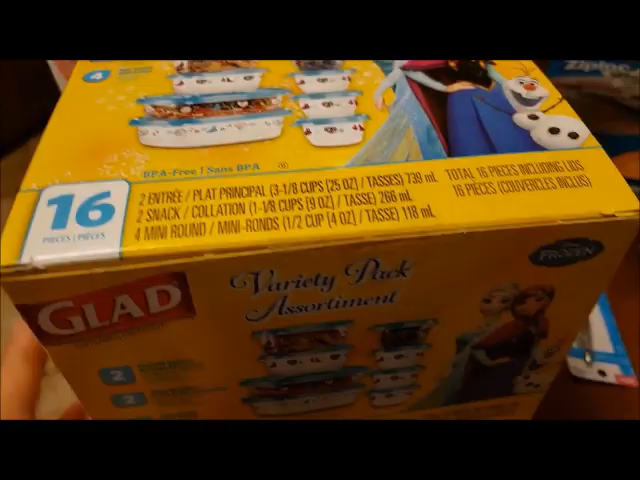 Ziploc
4
BPA-Free | Sans BPA
16
PIECES | PIÈCES
2 ENTRÉE / PLAT PRINCIPAL (3-1/8 CUPS [25 OZ] / TASSES) 739 mL
2 SNACK / COLLATION (1-1/8 CUPS [9 OZ] / TASSE) 266 mL
4 MINI ROUND / MINI-RONDS (1/2 CUP [4 OZ] / TASSE) 118 mL
TOTAL 16 PIECES INCLUDING LIDS
16 PIÈCES (COUVERCLES INCLUS)
GLAD
Variety Pack
Assortiment
Disney
FROZEN
2
2